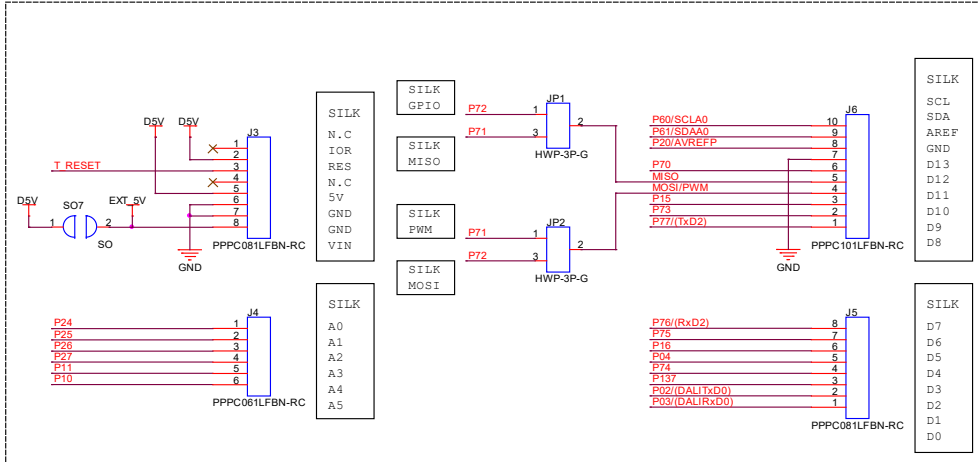 J3
D5V
D5V
T_RESET
D5V
SO7
EXT_5V
1
2
SO
1
2
3
4
5
6
7
8
PPPC081LFBN-RC
GND
SILK
N.C
IOR
RES
N.C
5V
GND
GND
VIN
SILK
GPIO
SILK
MISO
SILK
PWM
SILK
MOSI
JP1
P72
1
P71
3
2
HWP-3P-G
JP2
P71
1
P72
3
2
HWP-3P-G
J6
P60/SCLA0
10
P61/SDAA0
9
P20/AVREFP
8
7
P70
6
MISO
5
MOSI/PWM
4
P15
3
P73
2
P77/(TxD2)
1
PPPC101LFBN-RC
GND
SILK
SCL
SDA
AREF
GND
D13
D12
D11
D10
D9
D8
J4
P24
1
P25
2
P26
3
P27
4
P11
5
P10
6
PPPC061LFBN-RC
SILK
A0
A1
A2
A3
A4
A5
J5
P76/(RxD2)
8
P75
7
P16
6
P04
5
P74
4
P137
3
P02/(DALITxD0)
2
P03/(DALIRxD0)
1
PPPC081LFBN-RC
SILK
D7
D6
D5
D4
D3
D2
D1
D0